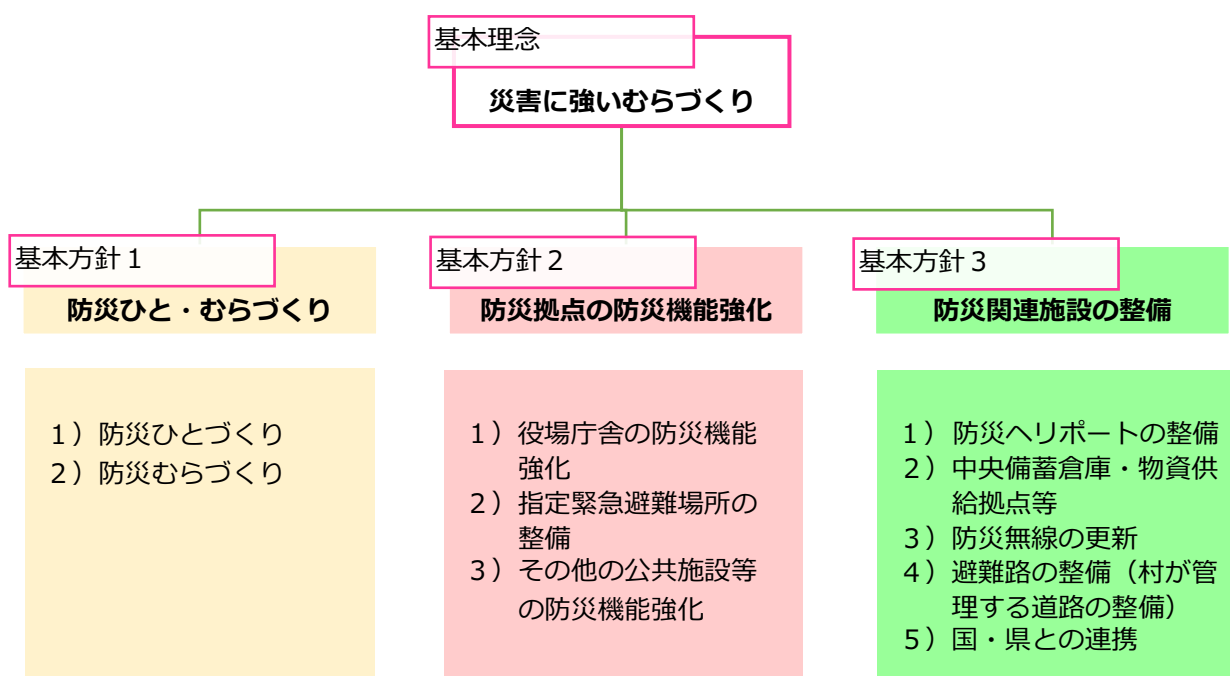 基本理念
災害に強いむらづくり
基本方針１
防災ひと・むらづくり
１）防災ひとづくり
２）防災むらづくり
基本方針２
防災拠点の防災機能強化
１）役場庁舎の防災機能
強化
２）指定緊急避難場所の
整備
３）その他の公共施設等
の防災機能強化
基本方針３
防災関連施設の整備
１）防災ヘリポートの整備
２）中央備蓄倉庫・物資供
給拠点等
３）防災無線の更新
４）避難路の整備（村が管
理する道路の整備）
５）国・県との連携